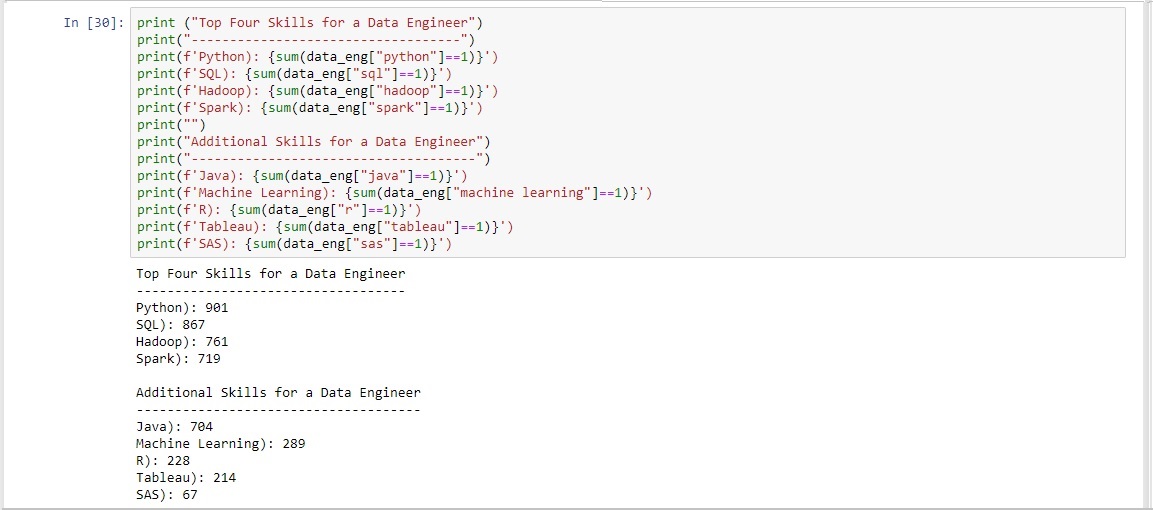 In [30]: print ("Top Four Skills for a Data Engineer")
print("-----------------------------------")
print(f'Python): {sum(data_eng["python"]==1)}')
print(f'SQL): {sum(data_eng["sql"]==1)}')
print(f'Hadoop): {sum(data_eng["hadoop"]==1)}')
print(f'Spark): {sum(data_eng["spark"]==1)}')
print("")
print("Additional Skills for a Data Engineer")
print("-------------------------------------")
print(f'Java): {sum(data_eng["java"]==1)}')
print(f'Machine Learning): {sum(data_eng["machine learning"]==1)}')
print(f'R): {sum(data_eng["r"]==1)}')
print(f'Tableau): {sum(data_eng["tableau"]==1)}')
print(f'SAS): {sum(data_eng["sas"]==1)}')
Top Four Skills for a Data Engineer
-----------------------------------
Python): 901
SQL): 867
Hadoop): 761
Spark): 719
Additional Skills for a Data Engineer
-------------------------------------
Java): 704
Machine Learning): 289
R): 228
Tableau): 214
SAS): 67